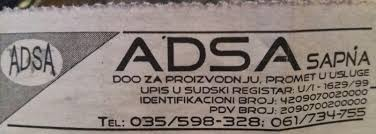 ADSA
ADSA SAPNA
DOO ZA PROIZVODNJU, PROMET U USLUGE
UPIS U SUDSKI REGISTAR: U/I - 1629/99
IDENTIFIKACIONI BROJ: 4209070020000
PDV BROJ: 209070020000
TEL: 035/598-328; 061/734-755